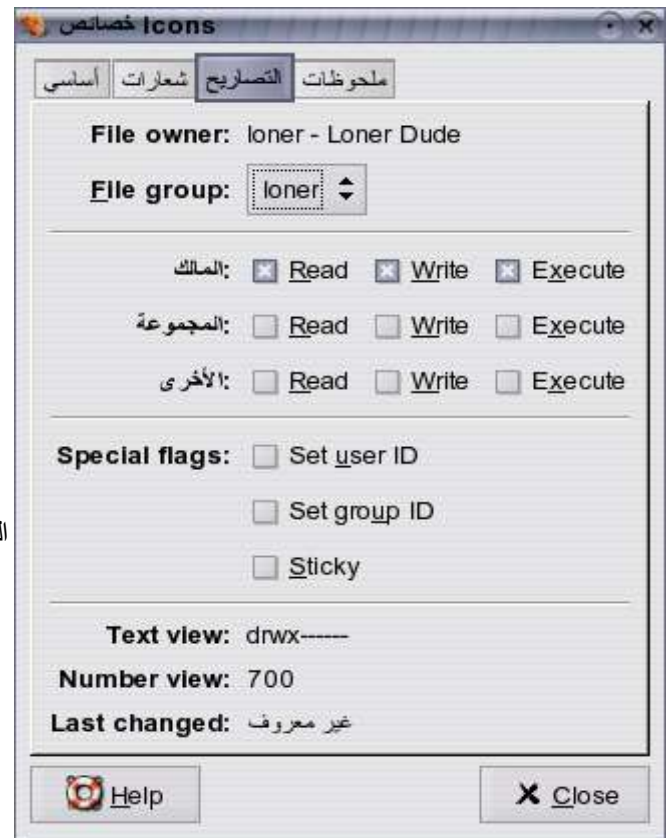 خصائص Icons
أساسي شعارات التصاريح ملحوظات
File owner: loner - Loner Dude
File group: loner
المالك: Read Write Execute
المجموعة: Read Write Execute
الأخرى: Read Write Execute
Special flags: Set user ID
Set group ID
Sticky
Text view: drwx------
Number view: 700
Last changed: غير معروف
Help Close